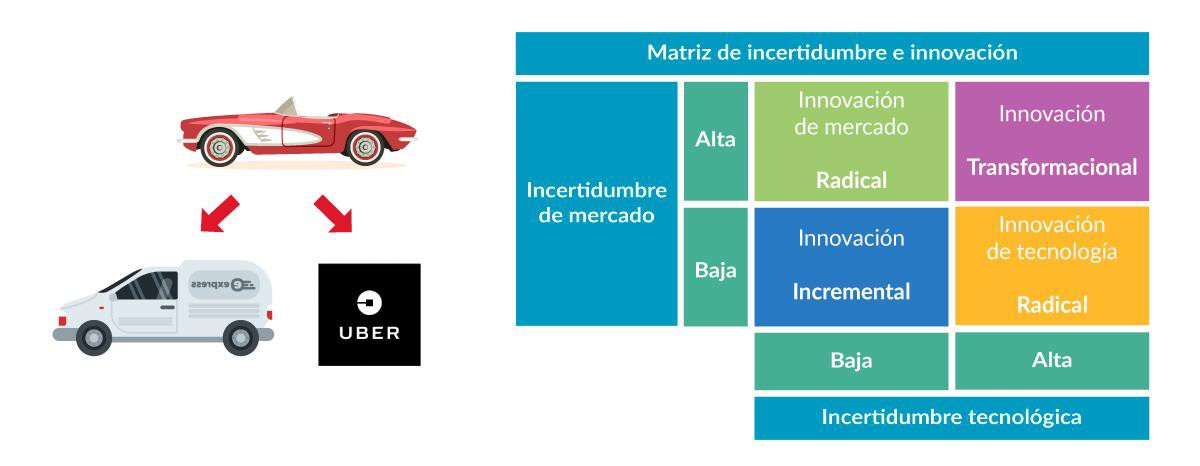 express
UBER
Matriz de incertidumbre e innovación
Incertidumbre
de mercado
Alta
Baja
Innovación
de mercado
Radical
Innovación
Transformacional
Innovación
Incremental
Innovación
de tecnología
Radical
Baja
Alta
Incertidumbre tecnológica